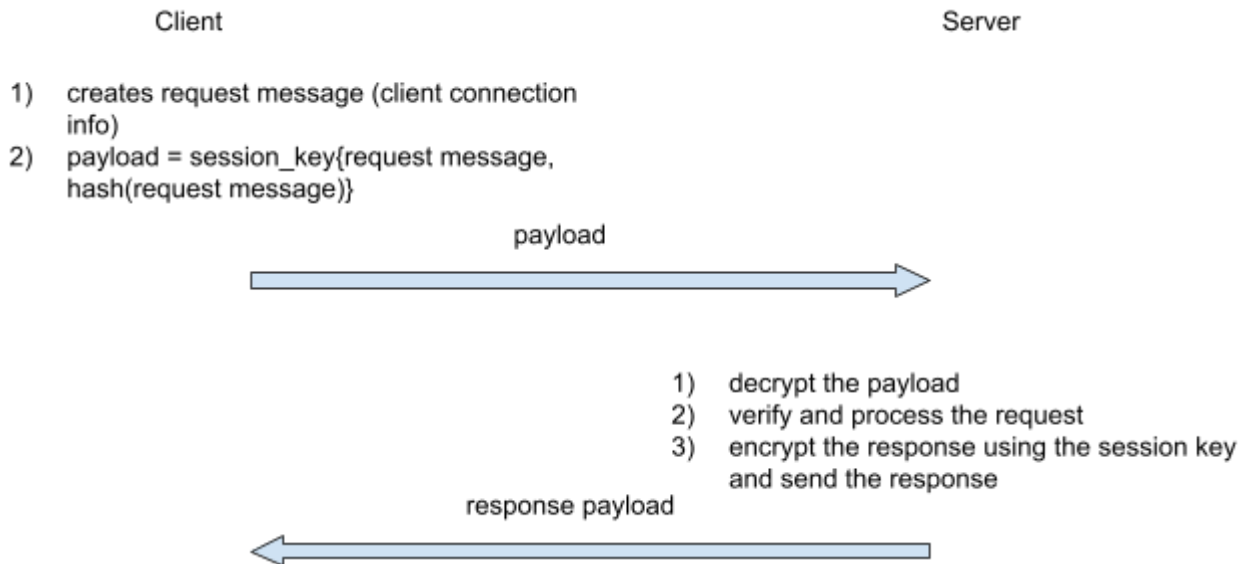 Client
Server
1) creates request message (client connection
info)
2) payload = session_key{request message,
hash(request message)}
payload
1) decrypt the payload
2) verify and process the request
3) encrypt the response using the session key
and send the response
response payload